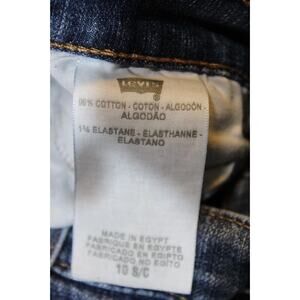 Levi's
®
99% COTTON - COTON - ALGODÓN -
ALGODÃO
1% ELASTANE - ELASTHANNE -
ELASTANO
MADE IN EGYPT
FABRIQUE EN EGYPTE
FABRICADO EN EGIPTO
FABRICADO NO EGITO
10 S/C